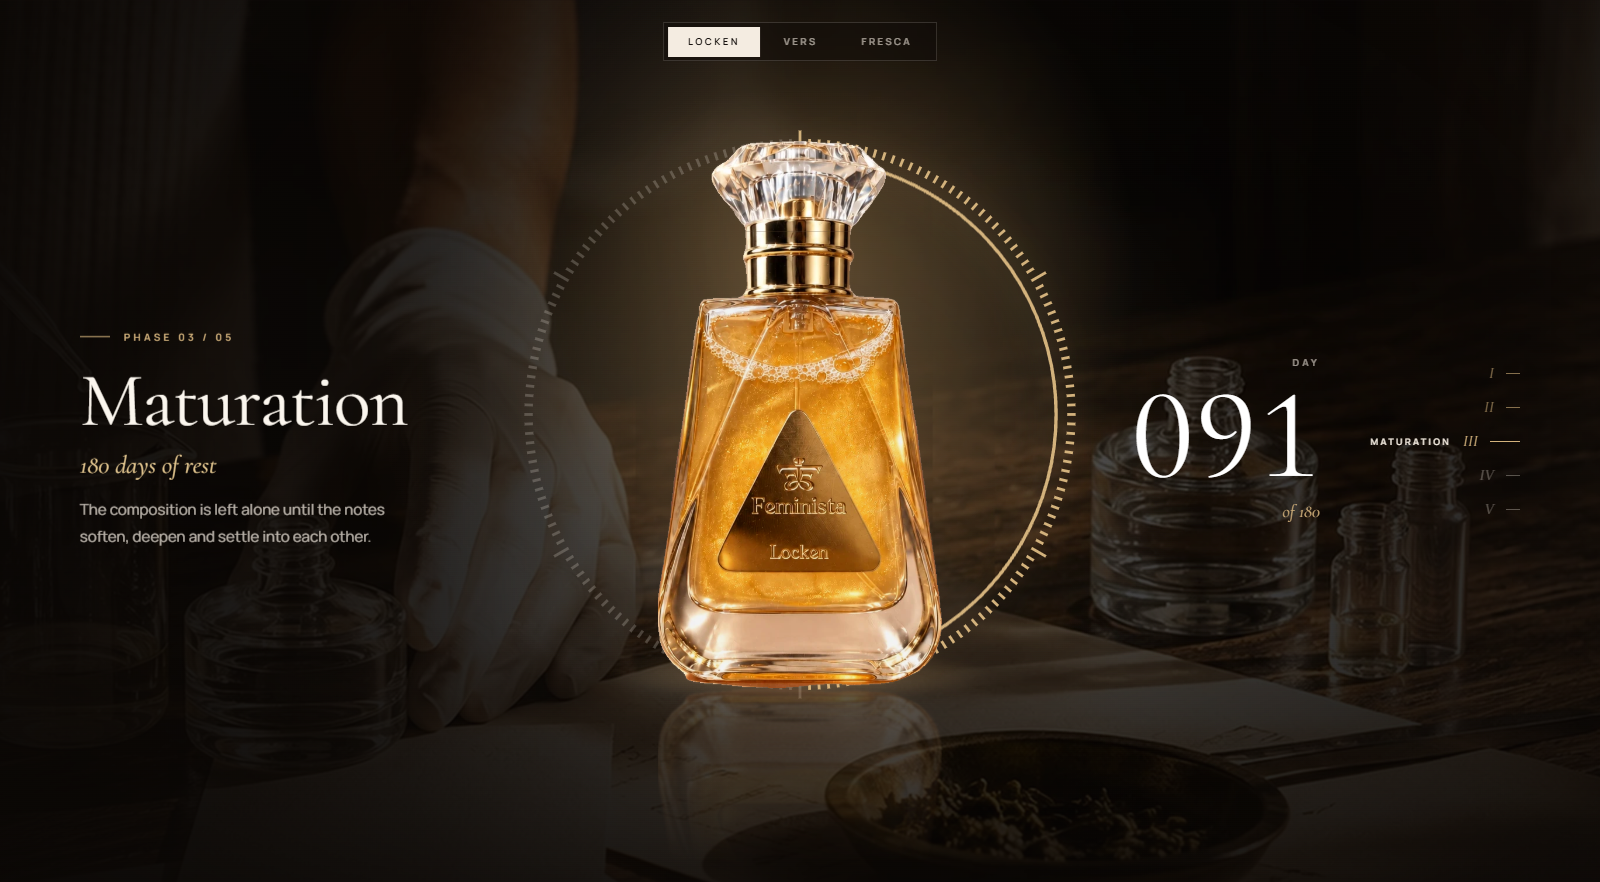 LOCKEN VERS FRESCA
PHASE 03 / 05
Maturation
180 days of rest
The composition is left alone until the notes
soften, deepen and settle into each other.
Feminista
Locken
DAY
091
of 180
I
II
MATURATION III
IV
V